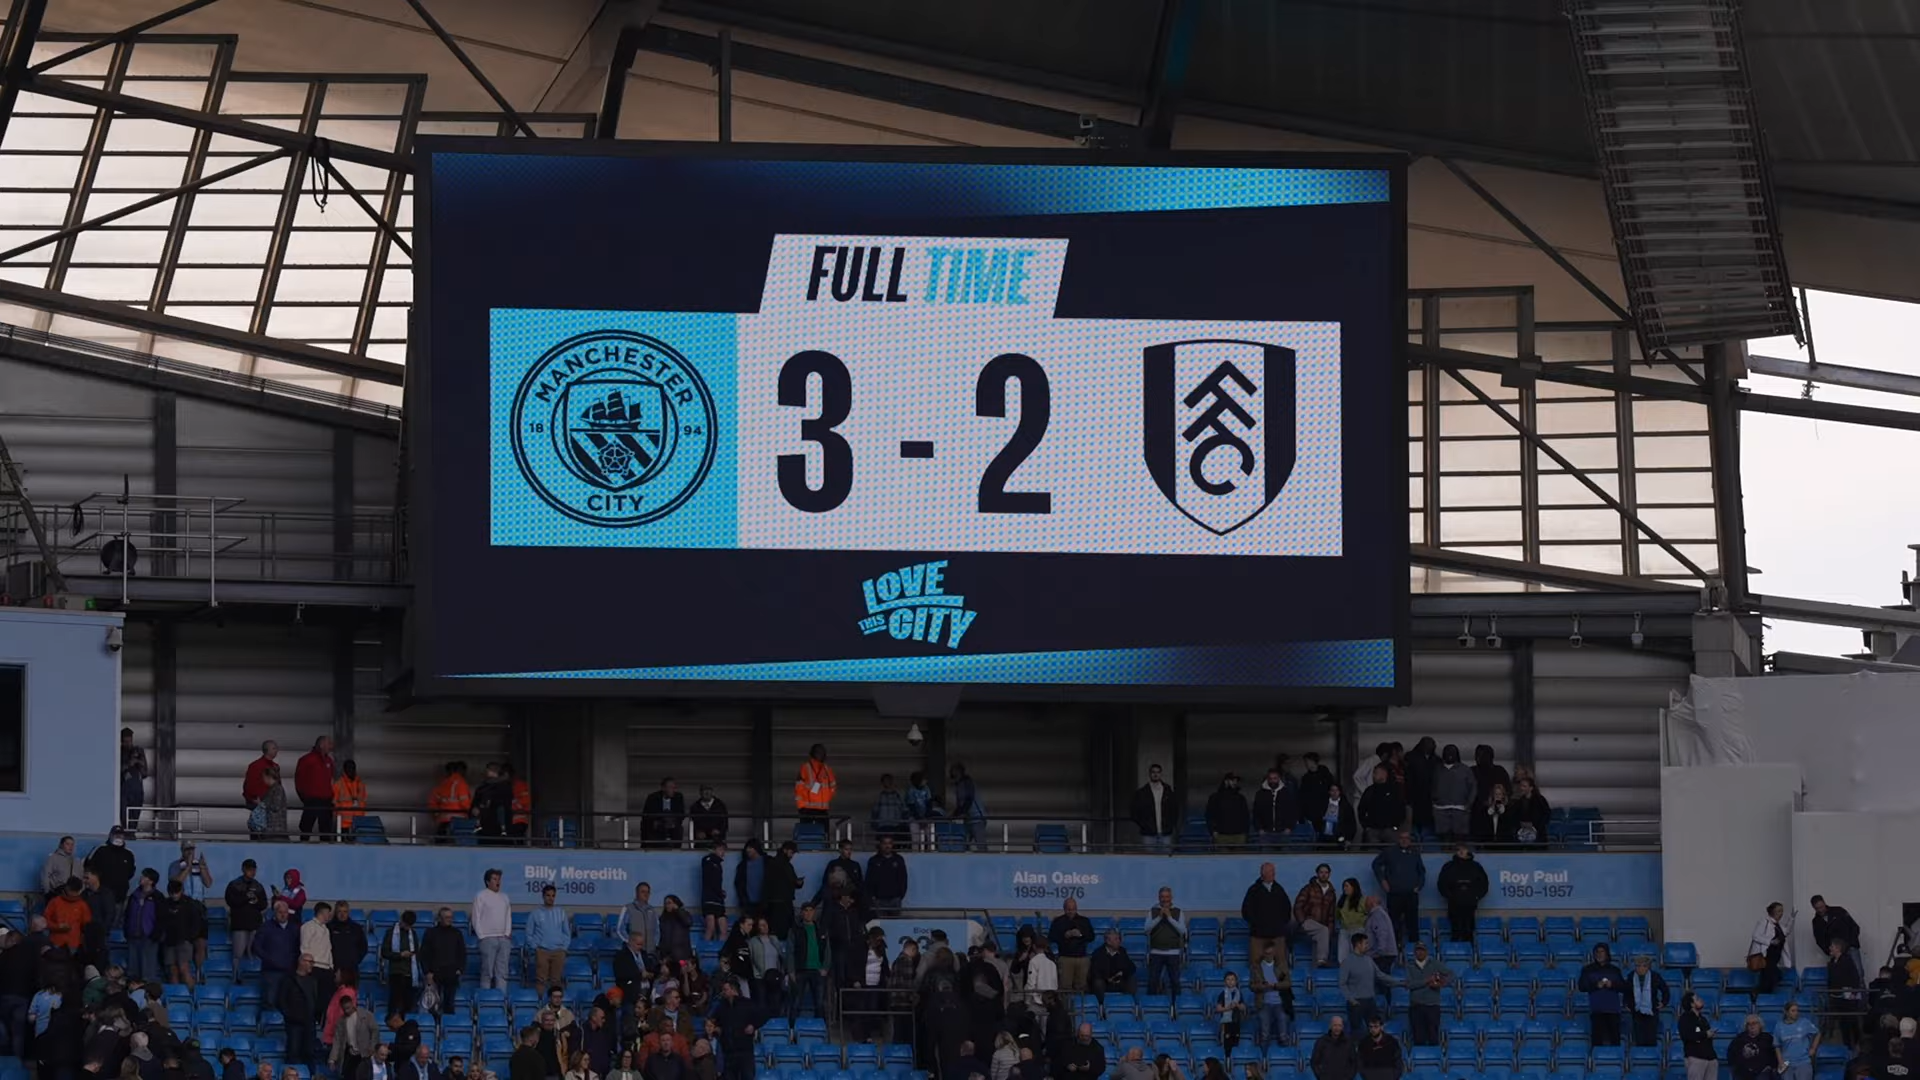 FULL TIME
MANCHESTER
18 94
CITY
3 - 2
FFC
LOVE
THIS CITY
Billy Meredith
Alan Oakes
1959–1976
Roy Paul
1950–1957